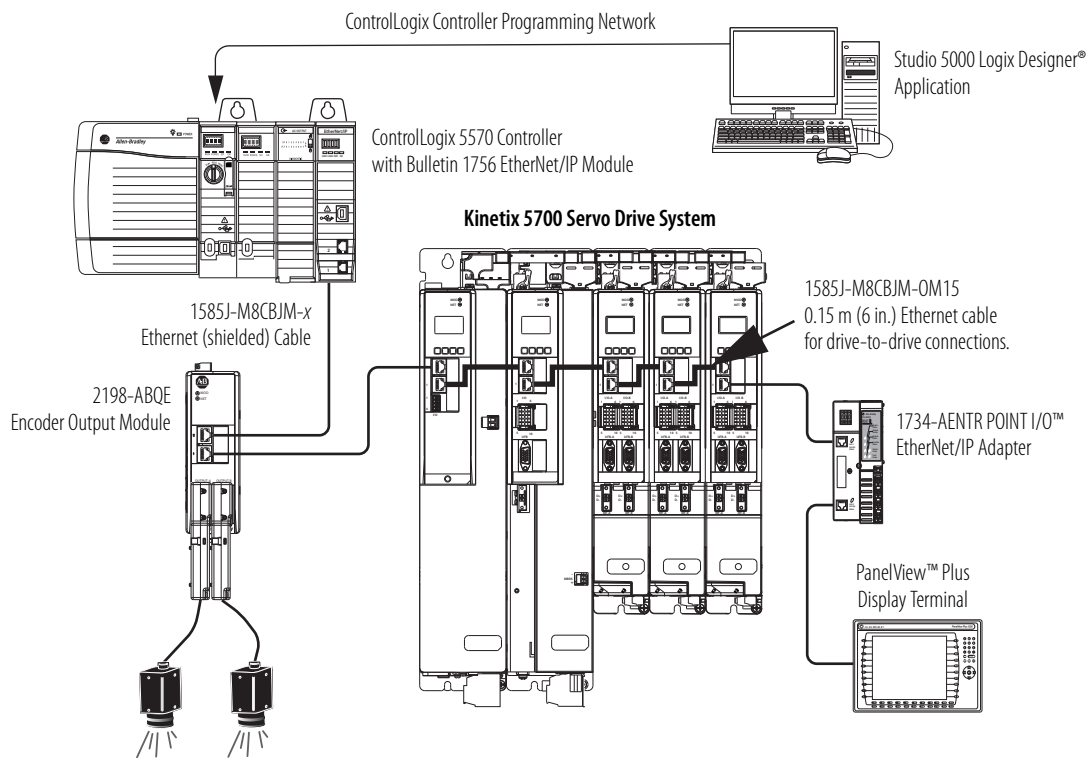 ControlLogix Controller Programming Network
Studio 5000 Logix Designer®
Application
Allen-Bradley
EtherNet/IP
ControlLogix 5570 Controller
with Bulletin 1756 EtherNet/IP Module
Kinetix 5700 Servo Drive System
1585J-M8CBJM-x
Ethernet (shielded) Cable
1585J-M8CBJM-OM15
0.15 m (6 in.) Ethernet cable
for drive-to-drive connections.
2198-ABQE
Encoder Output Module
1734-AENTR POINT I/O™
EtherNet/IP Adapter
PanelView™ Plus
Display Terminal